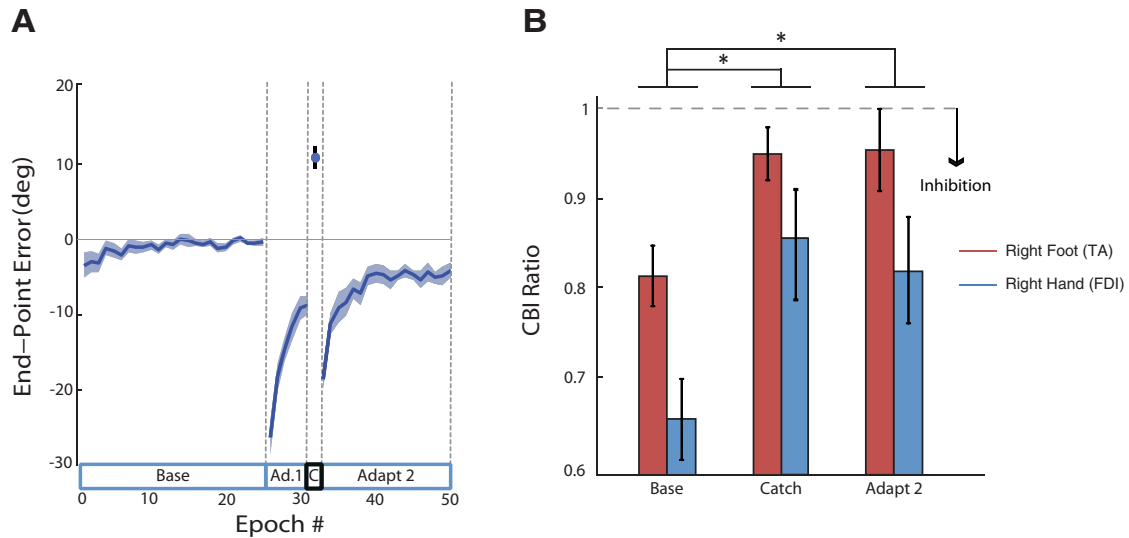 A
20
10
0
-10
-20
-30
End–Point Error(deg)
Base
Ad.1
C
Adapt 2
0
10
20
30
40
50
Epoch #
B
*
*
1
0.9
0.8
0.7
0.6
CBI Ratio
Inhibition
Right Foot (TA)
Right Hand (FDI)
Base
Catch
Adapt 2